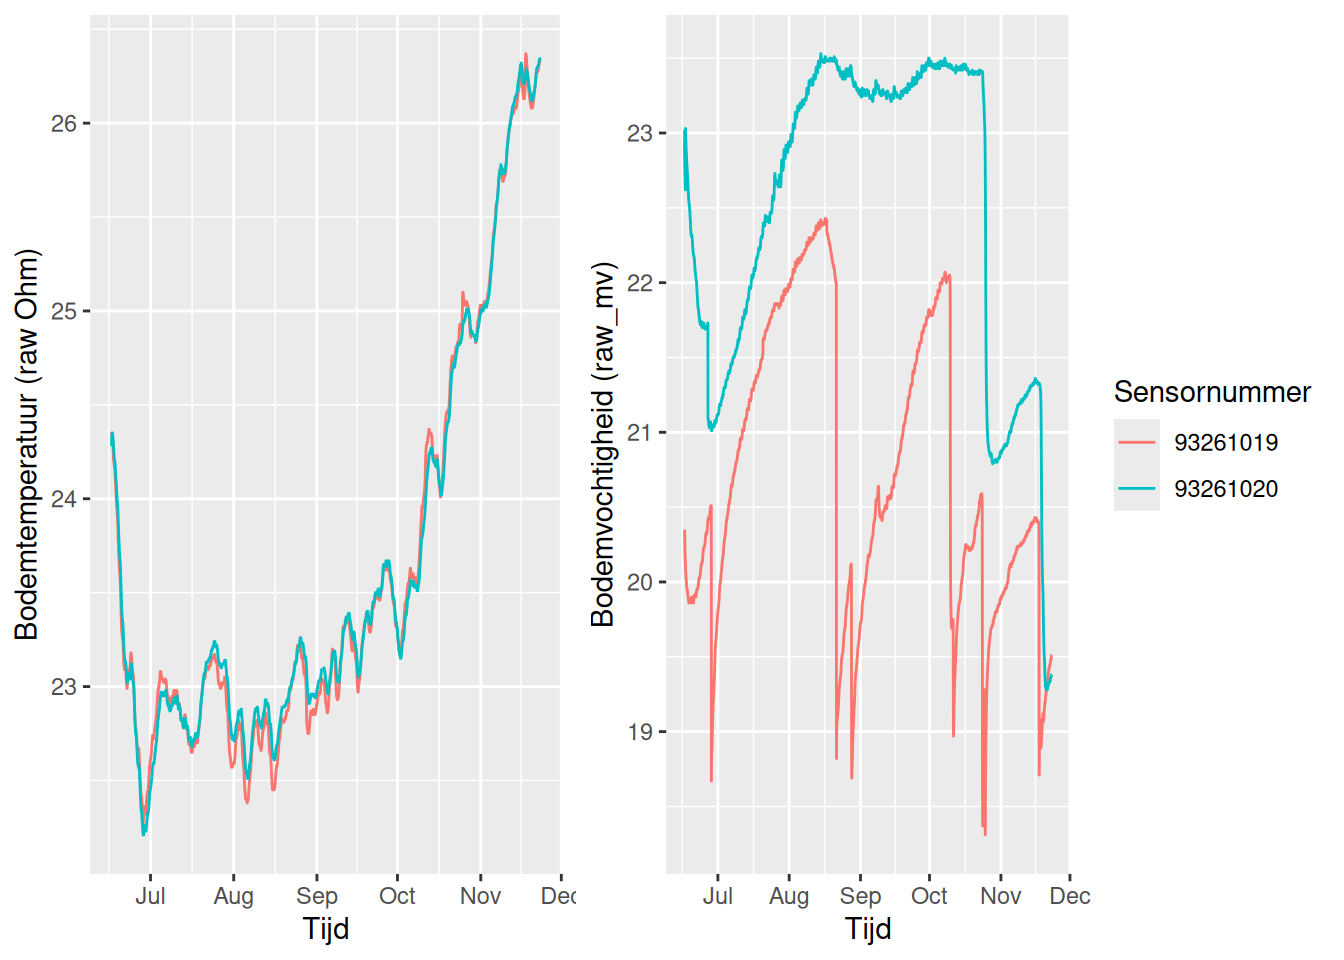 Bodemtemperatuur (raw Ohm)
26
25
24
23
Jul Aug Sep Oct Nov Dec
Tijd
Bodemvochtigheid (raw_mv)
23
22
21
20
19
Jul Aug Sep Oct Nov Dec
Tijd
Sensornummer
93261019
93261020